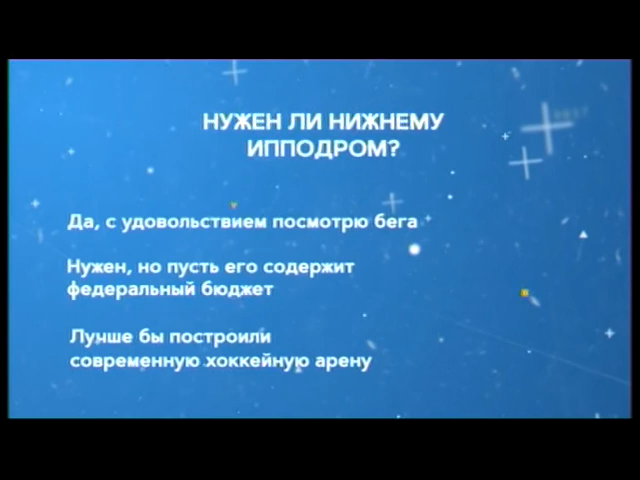 НУЖЕН ЛИ НИЖНЕМУ
ИППОДРОМ?
Да, с удовольствием посмотрю бега
Нужен, но пусть его содержит
федеральный бюджет
Лучше бы построили
современную хоккейную арену